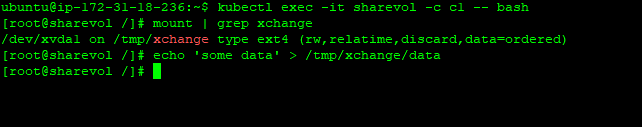 ubuntu@ip-172-31-18-236:~$ kubectl exec -it sharevol -c c1 -- bash
[root@sharevol /]# mount | grep xchange
/dev/xvda1 on /tmp/xchange type ext4 (rw,relatime,discard,data=ordered)
[root@sharevol /]# echo 'some data' > /tmp/xchange/data
[root@sharevol /]#